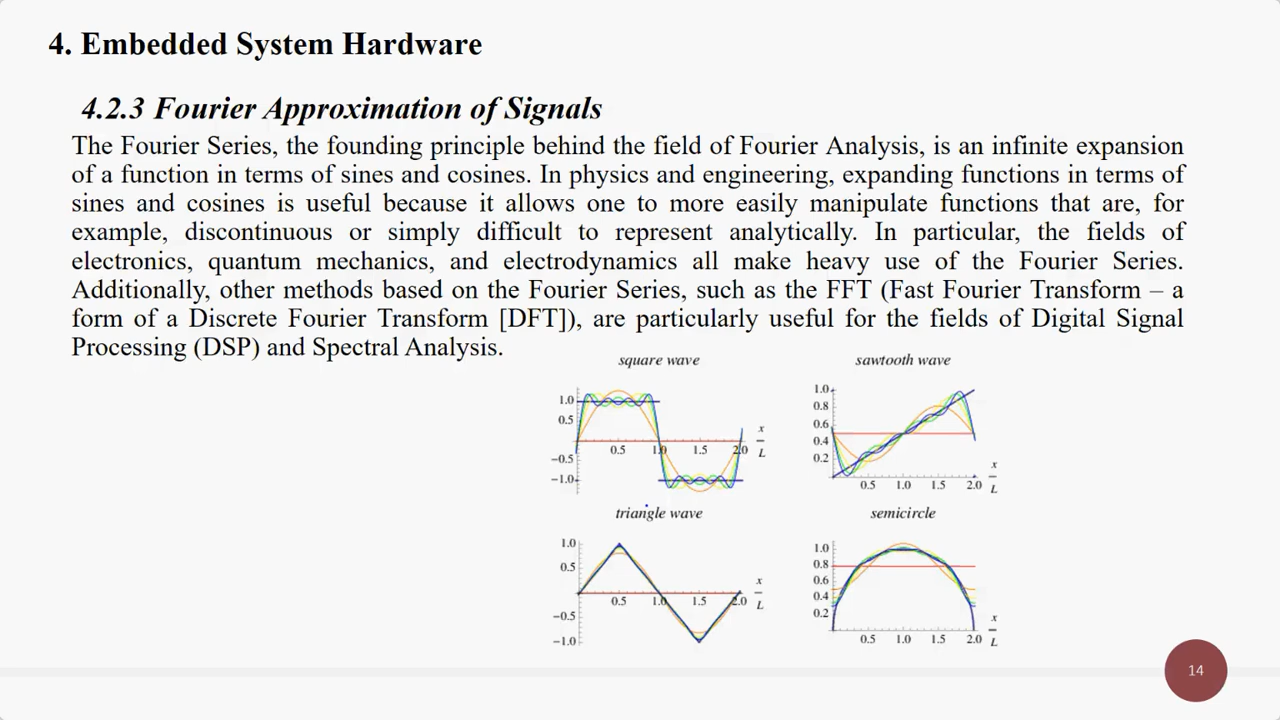 4. Embedded System Hardware
4.2.3 Fourier Approximation of Signals
The Fourier Series, the founding principle behind the field of Fourier Analysis, is an infinite expansion
of a function in terms of sines and cosines. In physics and engineering, expanding functions in terms of
sines and cosines is useful because it allows one to more easily manipulate functions that are, for
example, discontinuous or simply difficult to represent analytically. In particular, the fields of
electronics, quantum mechanics, and electrodynamics all make heavy use of the Fourier Series.
Additionally, other methods based on the Fourier Series, such as the FFT (Fast Fourier Transform – a
form of a Discrete Fourier Transform [DFT]), are particularly useful for the fields of Digital Signal
Processing (DSP) and Spectral Analysis.
square wave
1.0
0.5
−0.5
−1.0
0.5 1.0 1.5 2.0
x
L
sawtooth wave
1.0
0.8
0.6
0.4
0.2
0.5 1.0 1.5 2.0
x
L
triangle wave
1.0
0.5
−0.5
−1.0
0.5 1.0 1.5 2.0
x
L
semicircle
1.0
0.8
0.6
0.4
0.2
0.5 1.0 1.5 2.0
x
L
14